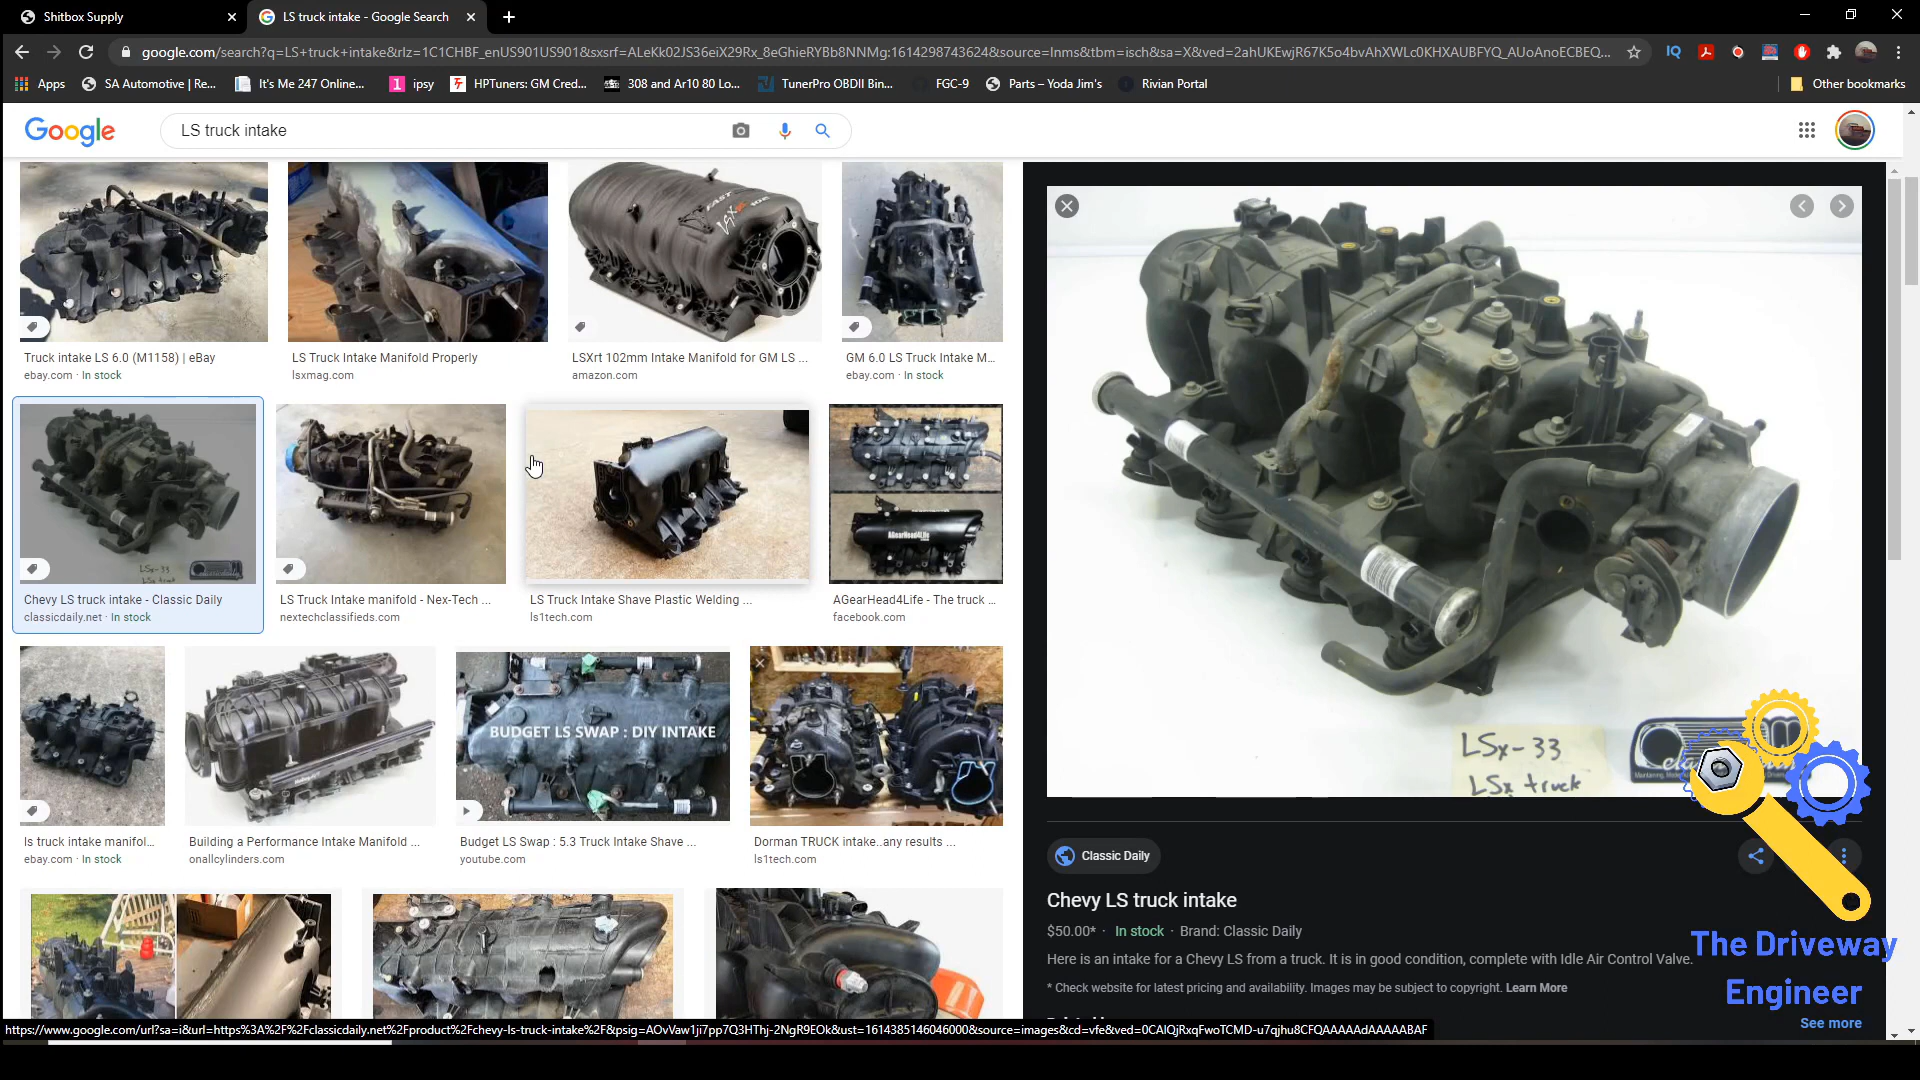 Shitbox Supply
LS truck intake - Google Search
google.com/search?q=LS+truck+intake&rlz=1C1CHBF_enUS901US901&sxsrf=ALeKk02JS36eiX29Rx_8eGhieRYBb8NNMg:1614298743624&source=lnms&tbm=isch&sa=X&ved=2ahUKEwjR67K5o4bvAhXWLc0KHXAUBFYQ_AUoAnoECBEQ...
Apps
SA Automotive | Re...
It's Me 247 Online...
ipsy
HPTuners: GM Cred...
308 and Ar10 80 Lo...
TunerPro OBDII Bin...
FGC-9
Parts – Yoda Jim's
Rivian Portal
Other bookmarks
Google
LS truck intake
FAST
LSXR 102
Truck intake LS 6.0 (M1158) | eBay
ebay.com · In stock
LS Truck Intake Manifold Properly
lsxmag.com
LSXrt 102mm Intake Manifold for GM LS ...
amazon.com
GM 6.0 LS Truck Intake M...
ebay.com · In stock
Chevy LS truck intake - Classic Daily
classicdaily.net · In stock
LS Truck Intake manifold - Nex-Tech ...
nextechclassifieds.com
LS Truck Intake Shave Plastic Welding ...
ls1tech.com
AGearHead4Life
AGearHead4Life - The truck ...
facebook.com
BUDGET LS SWAP : DIY INTAKE
ls truck intake manifol...
ebay.com · In stock
Building a Performance Intake Manifold ...
onallcylinders.com
Budget LS Swap : 5.3 Truck Intake Shave ...
youtube.com
Dorman TRUCK intake..any results ...
ls1tech.com
LSx-33
LSx truck
Classic Daily
Chevy LS truck intake
$50.00* · In stock · Brand: Classic Daily
Here is an intake for a Chevy LS from a truck. It is in good condition, complete with Idle Air Control Valve.
* Check website for latest pricing and availability. Images may be subject to copyright. Learn More
See more
The Driveway
Engineer
https://www.google.com/url?sa=i&url=https%3A%2F%2Fclassicdaily.net%2Fproduct%2Fchevy-ls-truck-intake%2F&psig=AOvVaw1ji7pp7Q3HThj-2NgR9EOk&ust=1614385146046000&source=images&cd=vfe&ved=0CAIQjRxqFwoTCMD-u7qjhu8CFQAAAAAdAAAAABAF